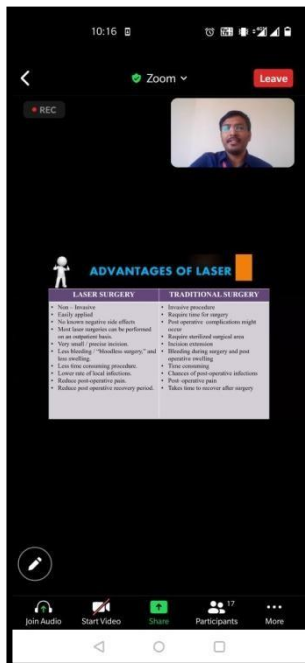 10:16
Zoom
Leave
REC
ADVANTAGES OF LASER
LASER SURGERY
• Non – Invasive
• Easily applied
• No known negative side effects
• Most laser surgeries can be performed
on an outpatient basis.
• Very small / precise incision.
• Less bleeding / "bloodless surgery," and
less swelling.
• Less time consuming procedure.
• Lower rate of local infections.
• Reduce post-operative pain.
• Reduce post operative recovery period.
TRADITIONAL SURGERY
• Invasive procedure
• Require time for surgery
• Post operative complications might
occur
• Require sterilized surgical area
• Incision extension
• Bleeding during surgery and post
operative swelling
• Time consuming
• Chances of post-operative infections
• Post-operative pain
• Takes time to recover after surgery
17
Join Audio
Start Video
Share
Participants
More